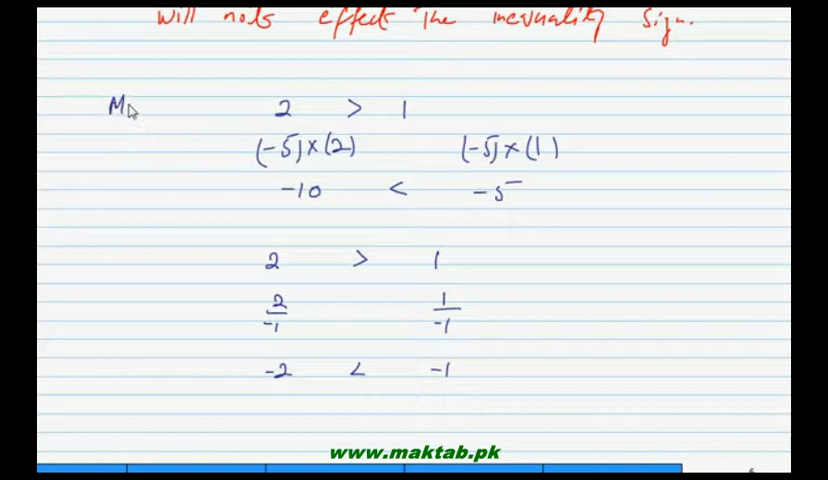 will nots effect the inequality sign.
M
2 > 1
(-5)×(2) (-5)×(1)
-10 < -5
2 > 1
2/-1 1/-1
-2 < -1
www.maktab.pk